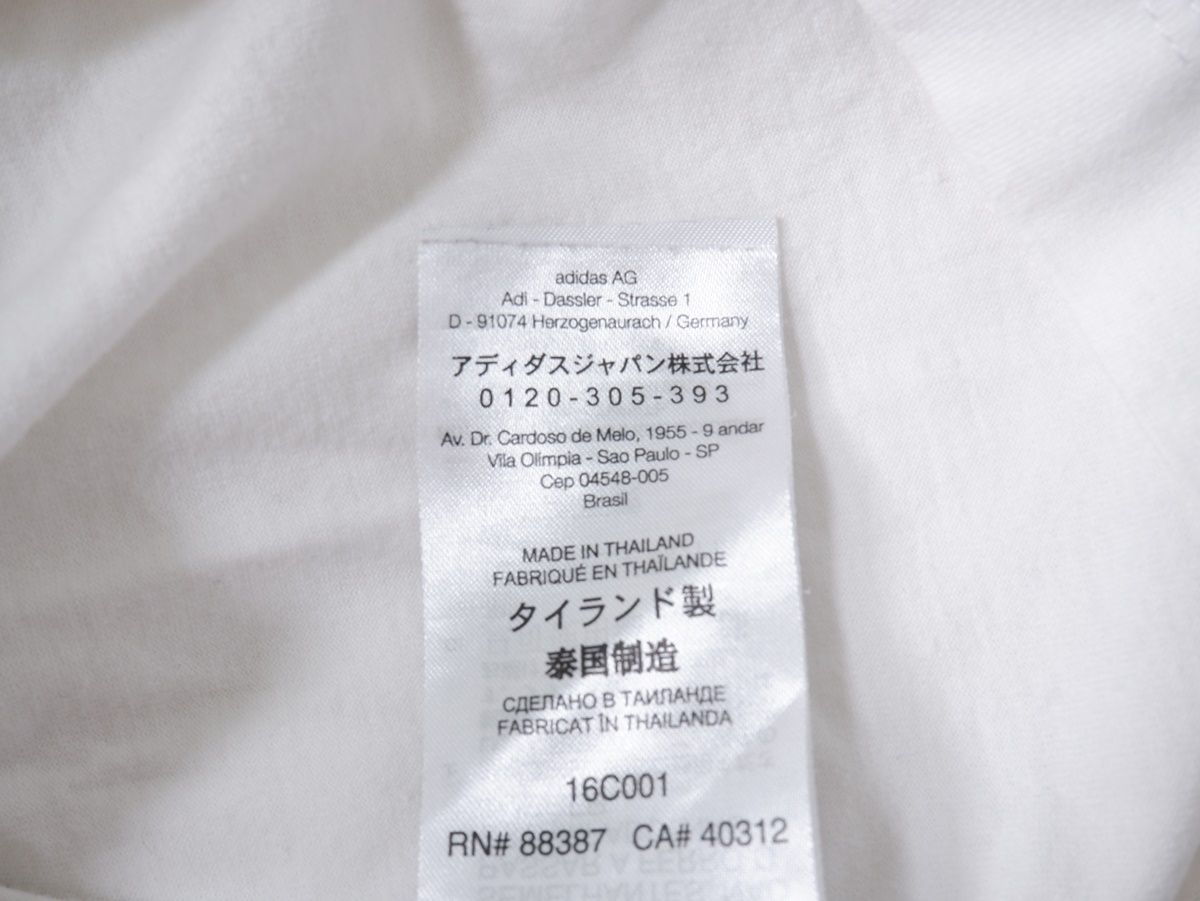 adidas AG
Adi - Dassler - Strasse 1
D - 91074 Herzogenaurach / Germany
アディダスジャパン株式会社
0120-305-393
Av. Dr. Cardoso de Melo, 1955 - 9 andar
Vila Olimpia - Sao Paulo - SP
Cep 04548-005
Brasil
MADE IN THAILAND
FABRIQUÉ EN THAÏLANDE
タイランド製
泰国制造
СДЕЛАНО В ТАИЛАНДЕ
FABRICAT ÎN THAILANDA
16C001
RN# 88387 CA# 40312